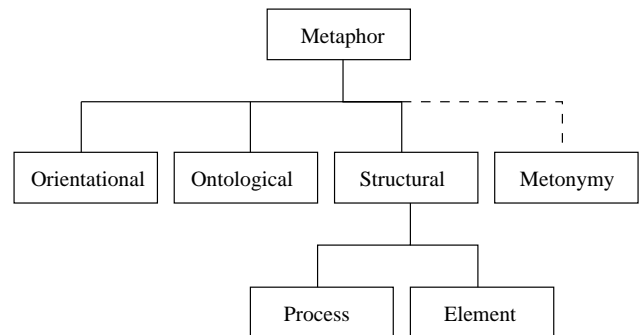 Metaphor
Orientational
Ontological
Structural
Metonymy
Process
Element